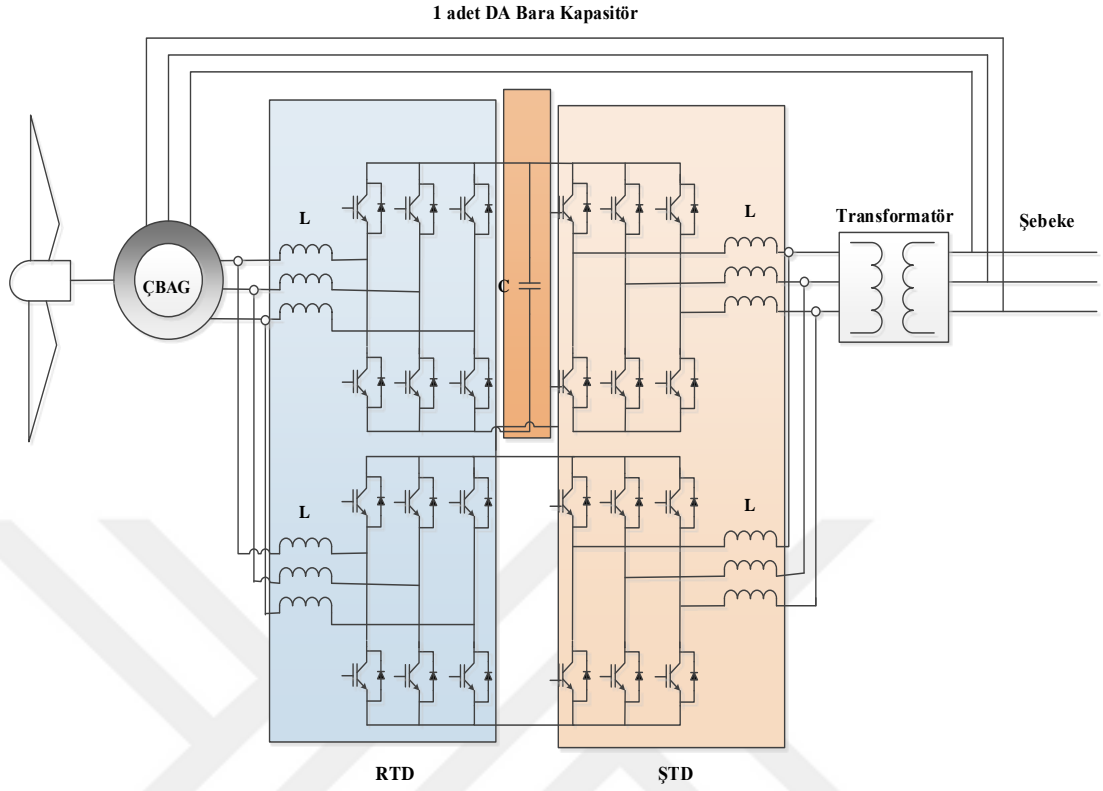 1 adet DA Bara Kapasitör
L
L
Transformatör
Şebeke
ÇBAG
C
L
L
RTD
ŞTD